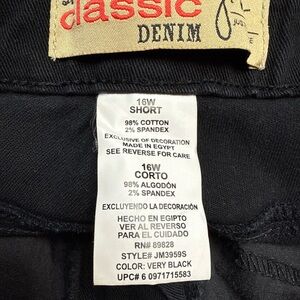 classic
DENIM
16W
SHORT
98% COTTON
2% SPANDEX
EXCLUSIVE OF DECORATION
MADE IN EGYPT
SEE REVERSE FOR CARE
16W
CORTO
98% ALGODÓN
2% SPANDEX
EXCLUYENDO LA DECORACIÓN
HECHO EN EGIPTO
VER AL REVERSO
PARA EL CUIDADO
RN# 89828
STYLE# JM3959S
COLOR: VERY BLACK
UPC# 6 0971715583